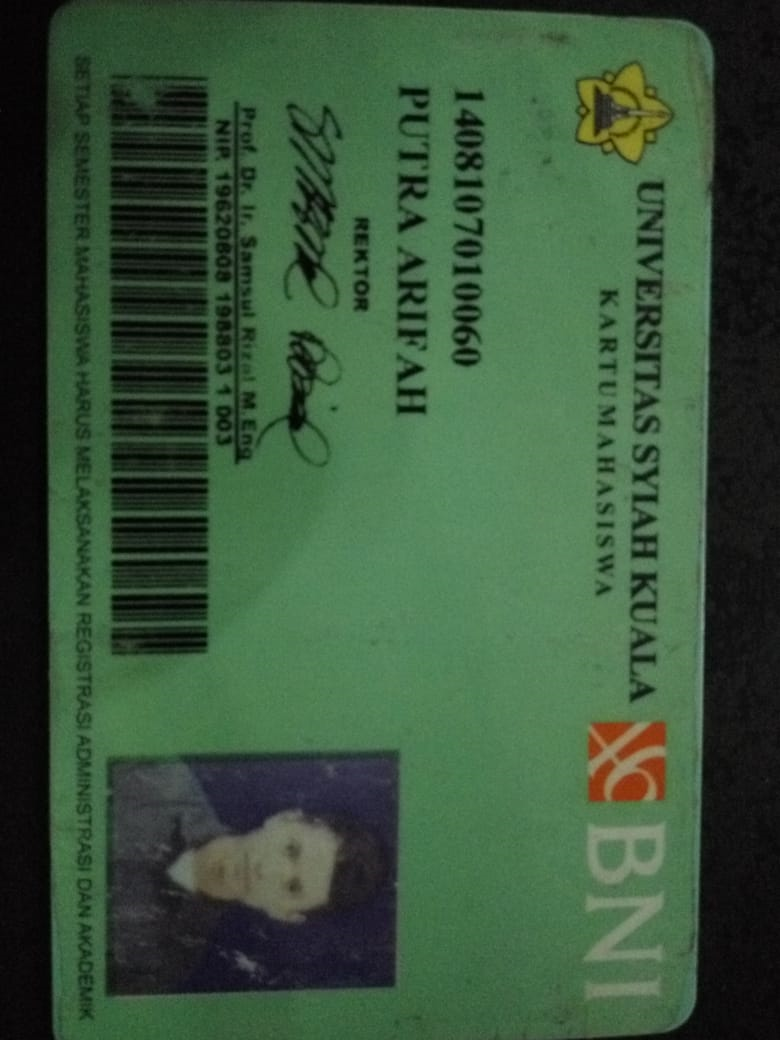 UNIVERSITAS SYIAH KUALA
KARTU MAHASISWA
BNI
1408107010060
PUTRA ARIFAH
REKTOR
Prof. Dr. Ir. Samsul Rizal M.Eng
NIP. 19620808 198803 1 003
SETIAP SEMESTER MAHASISWA HARUS MELAKSANAKAN REGISTRASI ADMINISTRASI DAN AKADEMIK